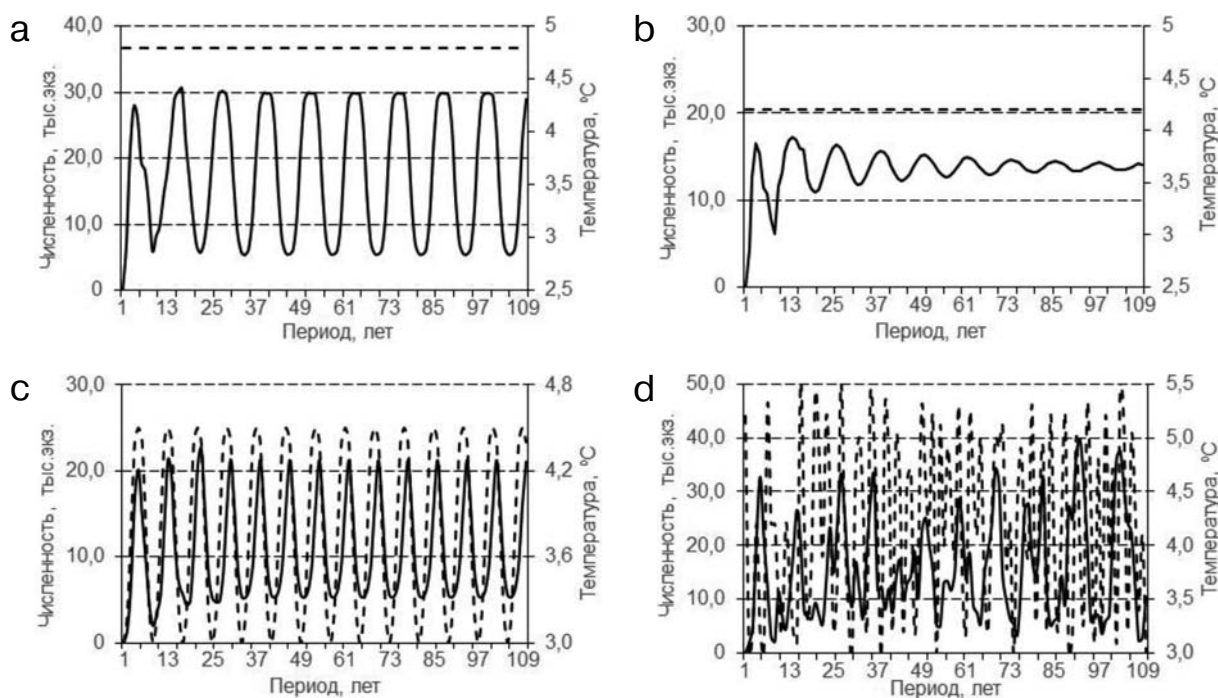 a
40,0
30,0
20,0
10,0
0
Численность, тыс.экз.
5
4,5
4
3,5
3
2,5
Температура, ºС
1 13 25 37 49 61 73 85 97 109
Период, лет
b
30,0
20,0
10,0
0
Численность, тыс.экз.
5
4,5
4
3,5
3
2,5
Температура, ºС
1 13 25 37 49 61 73 85 97 109
Период, лет
c
30,0
20,0
10,0
0
Численность, тыс.экз.
4,8
4,2
3,6
3,0
Температура, ºС
1 13 25 37 49 61 73 85 97 109
Период, лет
d
50,0
40,0
30,0
20,0
10,0
0
Численность, тыс.экз.
5,5
5,0
4,5
4,0
3,5
3,0
Температура, ºС
1 13 25 37 49 61 73 85 97 109
Период, лет